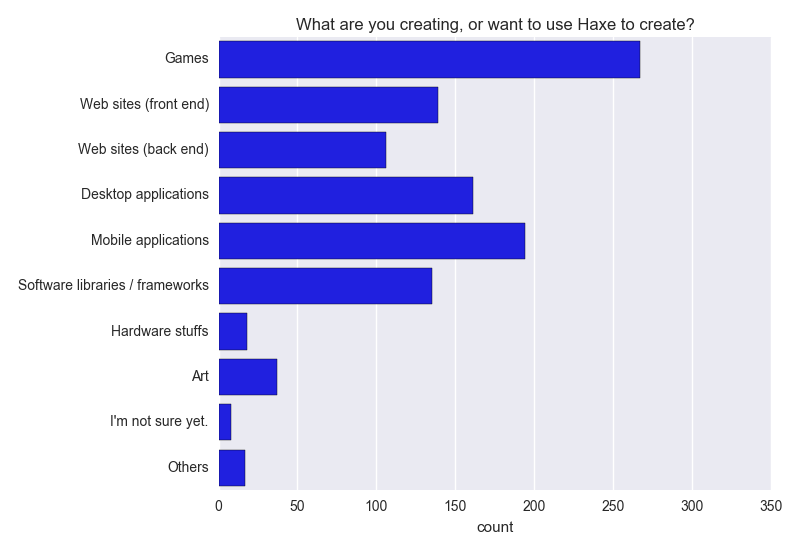 What are you creating, or want to use Haxe to create?
Games
Web sites (front end)
Web sites (back end)
Desktop applications
Mobile applications
Software libraries / frameworks
Hardware stuffs
Art
I'm not sure yet.
Others
0 50 100 150 200 250 300 350
count